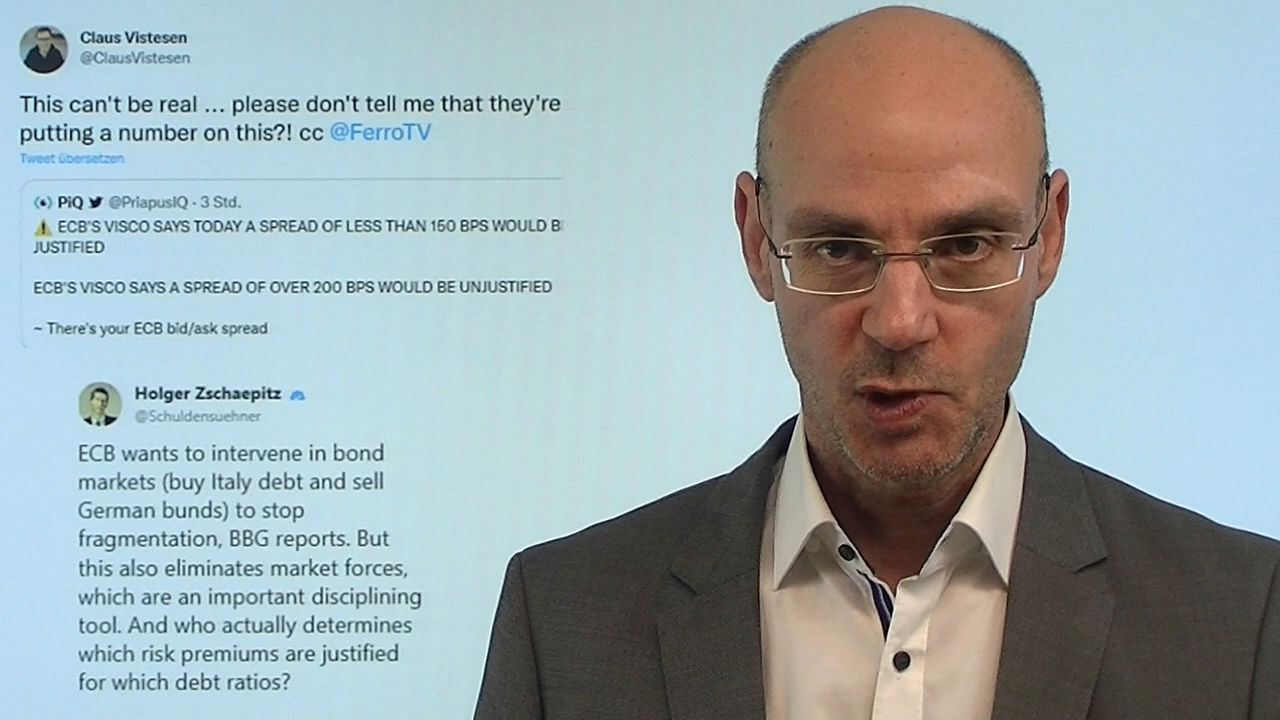 Claus Vistesen
@ClausVistesen
This can't be real ... please don't tell me that they're
putting a number on this?! cc @FerroTV
Tweet übersetzen
PiQ @PriapusIQ · 3 Std.
⚠️ ECB'S VISCO SAYS TODAY A SPREAD OF LESS THAN 150 BPS WOULD B
JUSTIFIED
ECB'S VISCO SAYS A SPREAD OF OVER 200 BPS WOULD BE UNJUSTIFIED
~ There's your ECB bid/ask spread
Holger Zschaepitz
@Schuldensuehner
ECB wants to intervene in bond
markets (buy Italy debt and sell
German bunds) to stop
fragmentation, BBG reports. But
this also eliminates market forces,
which are an important disciplining
tool. And who actually determines
which risk premiums are justified
for which debt ratios?